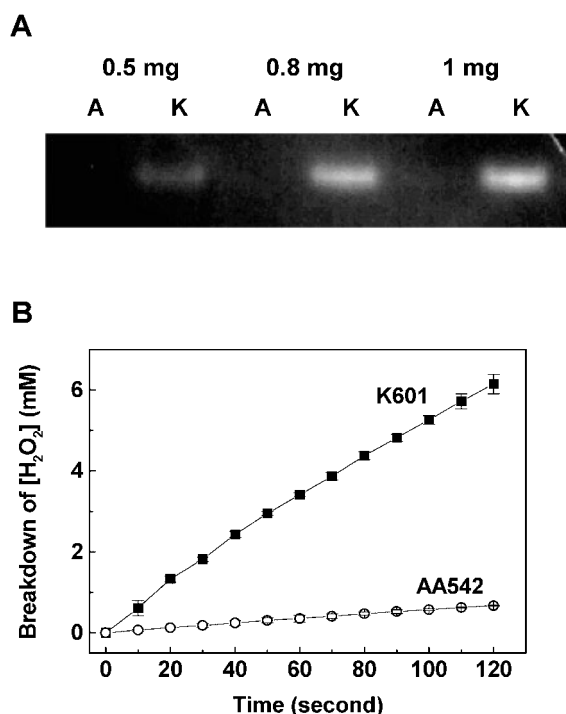 A
0.5 mg 0.8 mg 1 mg
A K A K A K
B
Breakdown of [H₂O₂] (mM)
6
4
2
0
K601
AA542
0 20 40 60 80 100 120
Time (second)